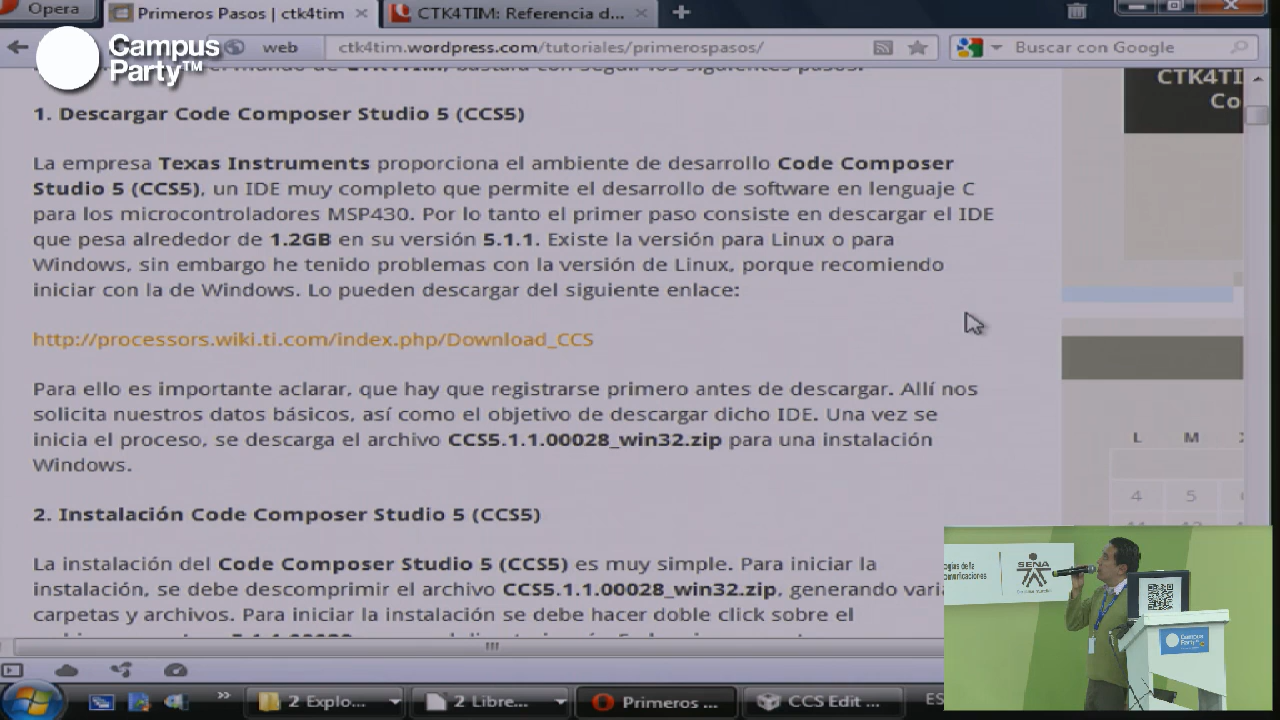 Opera
Primeros Pasos | ctk4tim ×
CTK4TIM: Referencia d... ×
web
ctk4tim.wordpress.com/tutoriales/primerospasos/
Buscar con Google
Campus
Party™
CTK4TI
Co
1. Descargar Code Composer Studio 5 (CCS5)
La empresa Texas Instruments proporciona el ambiente de desarrollo Code Composer
Studio 5 (CCS5), un IDE muy completo que permite el desarrollo de software en lenguaje C
para los microcontroladores MSP430. Por lo tanto el primer paso consiste en descargar el IDE
que pesa alrededor de 1.2GB en su versión 5.1.1. Existe la versión para Linux o para
Windows, sin embargo he tenido problemas con la versión de Linux, porque recomiendo
iniciar con la de Windows. Lo pueden descargar del siguiente enlace:
http://processors.wiki.ti.com/index.php/Download_CCS
Para ello es importante aclarar, que hay que registrarse primero antes de descargar. Allí nos
solicita nuestros datos básicos, así como el objetivo de descargar dicho IDE. Una vez se
inicia el proceso, se descarga el archivo CCS5.1.1.00028_win32.zip para una instalación
Windows.
L M
4 5
2. Instalación Code Composer Studio 5 (CCS5)
La instalación del Code Composer Studio 5 (CCS5) es muy simple. Para iniciar la
instalación, se debe descomprimir el archivo CCS5.1.1.00028_win32.zip, generando vari
carpetas y archivos. Para iniciar la instalación se debe hacer doble click sobre el
SENA
Campus
Party
2 Explo...
2 Libre...
Primeros ...
CCS Edit ...
ES